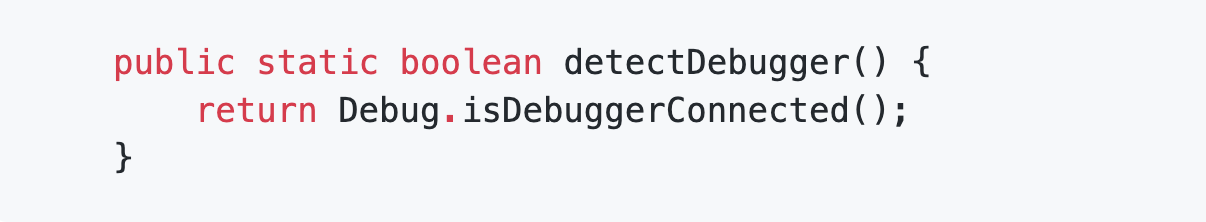 public static boolean detectDebugger() {
    return Debug.isDebuggerConnected();
}